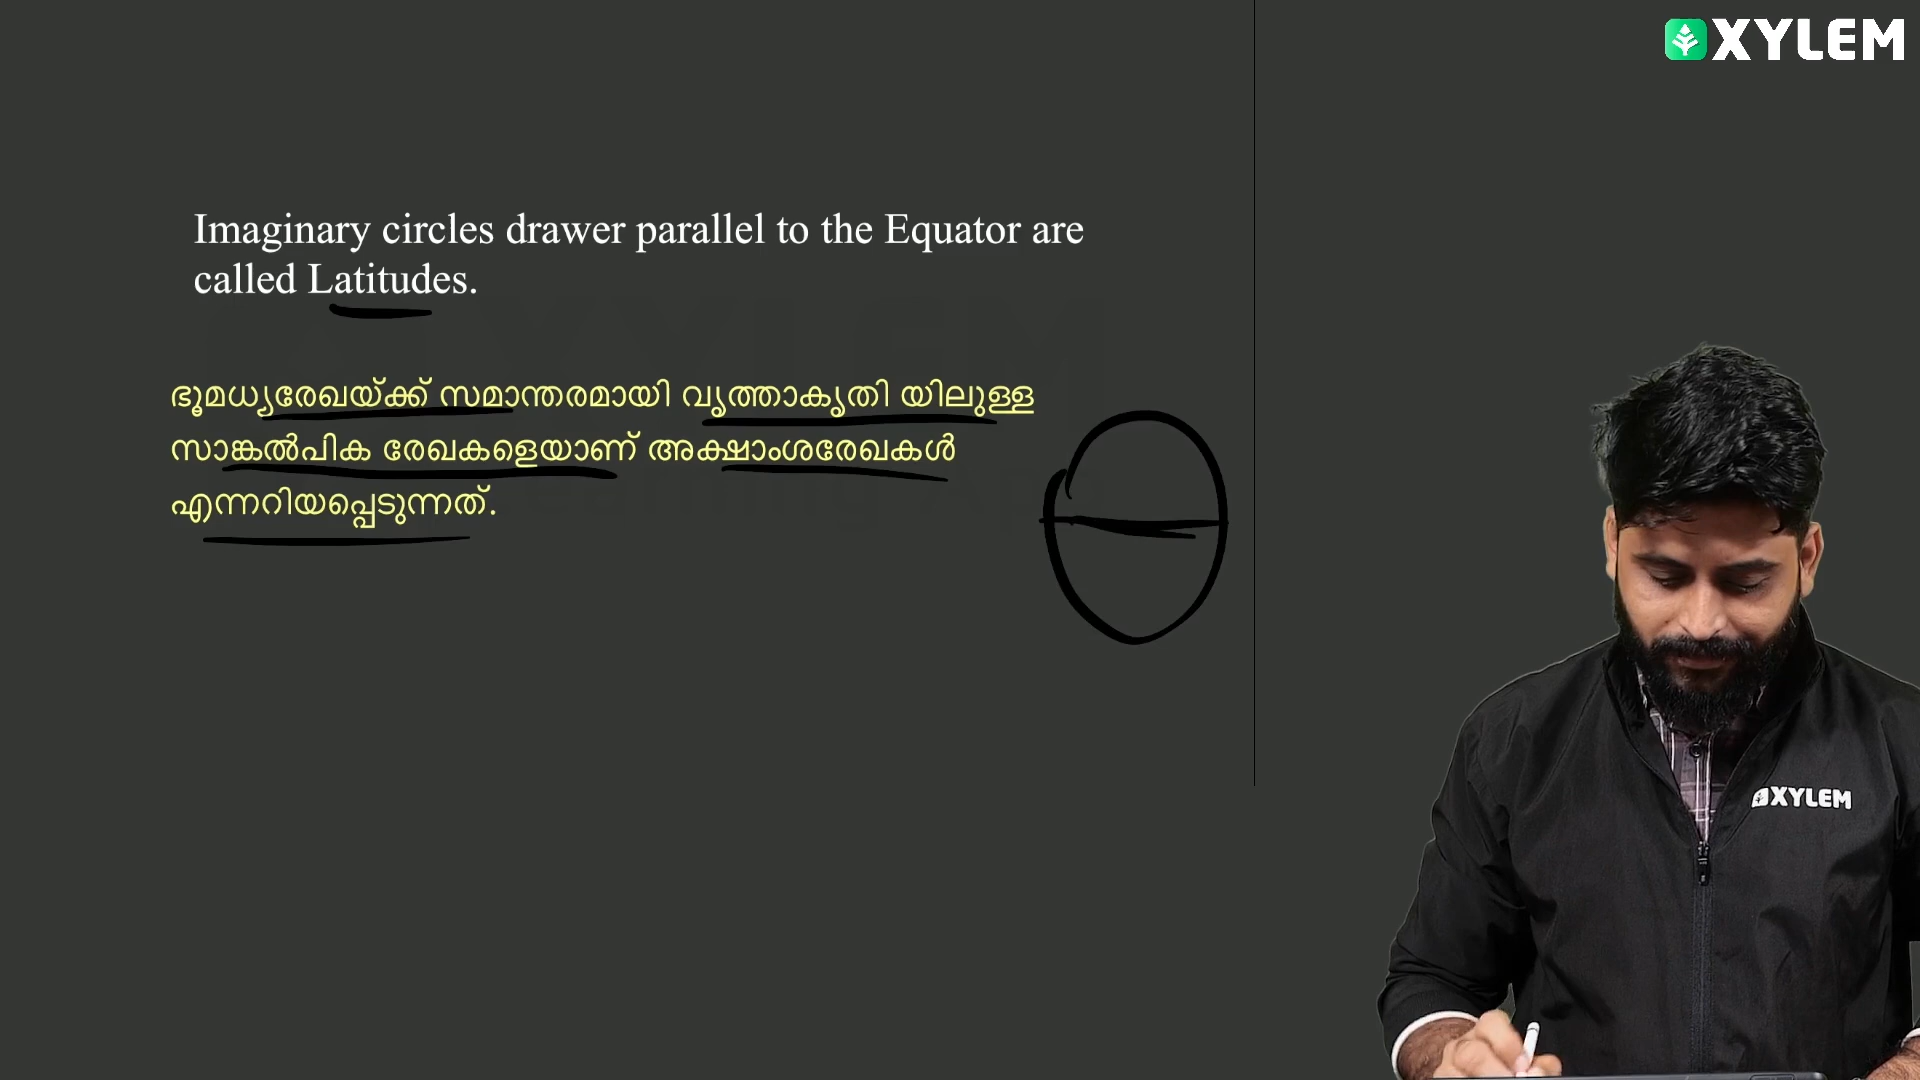 XYLEM
Imaginary circles drawer parallel to the Equator are
called Latitudes.
ഭൂമധ്യരേഖയ്ക്ക് സമാന്തരമായി വൃത്താകൃതി യിലുള്ള
സാങ്കൽപിക രേഖകളെയാണ് അക്ഷാംശരേഖകൾ
എന്നറിയപ്പെടുന്നത്.
XYLEM